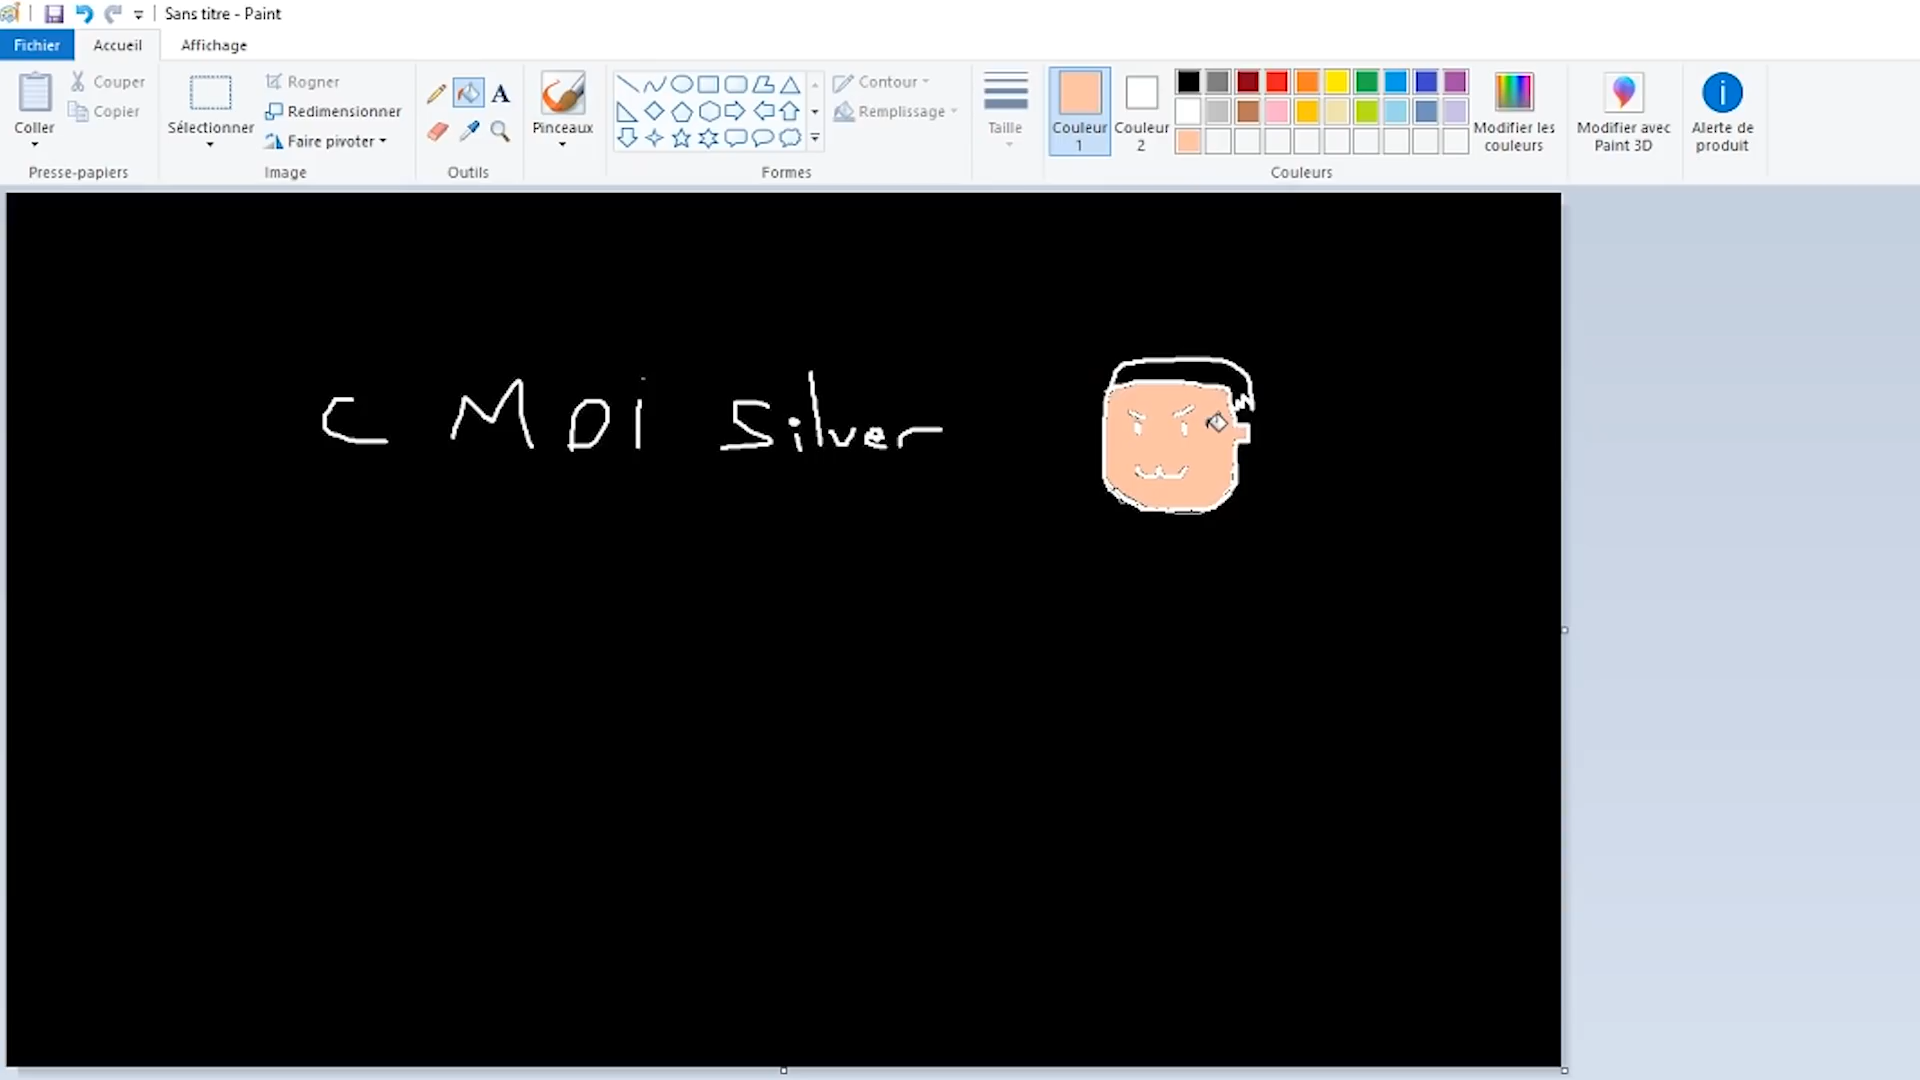 Sans titre - Paint
Fichier Accueil Affichage
Coller
Couper
Copier
Presse-papiers
Sélectionner
Rogner
Redimensionner
Faire pivoter
Image
A
Outils
Pinceaux
Contour
Remplissage
Formes
Taille
Couleur 1
Couleur 2
Modifier les couleurs
Couleurs
Modifier avec Paint 3D
Alerte de produit
C MOi Silver